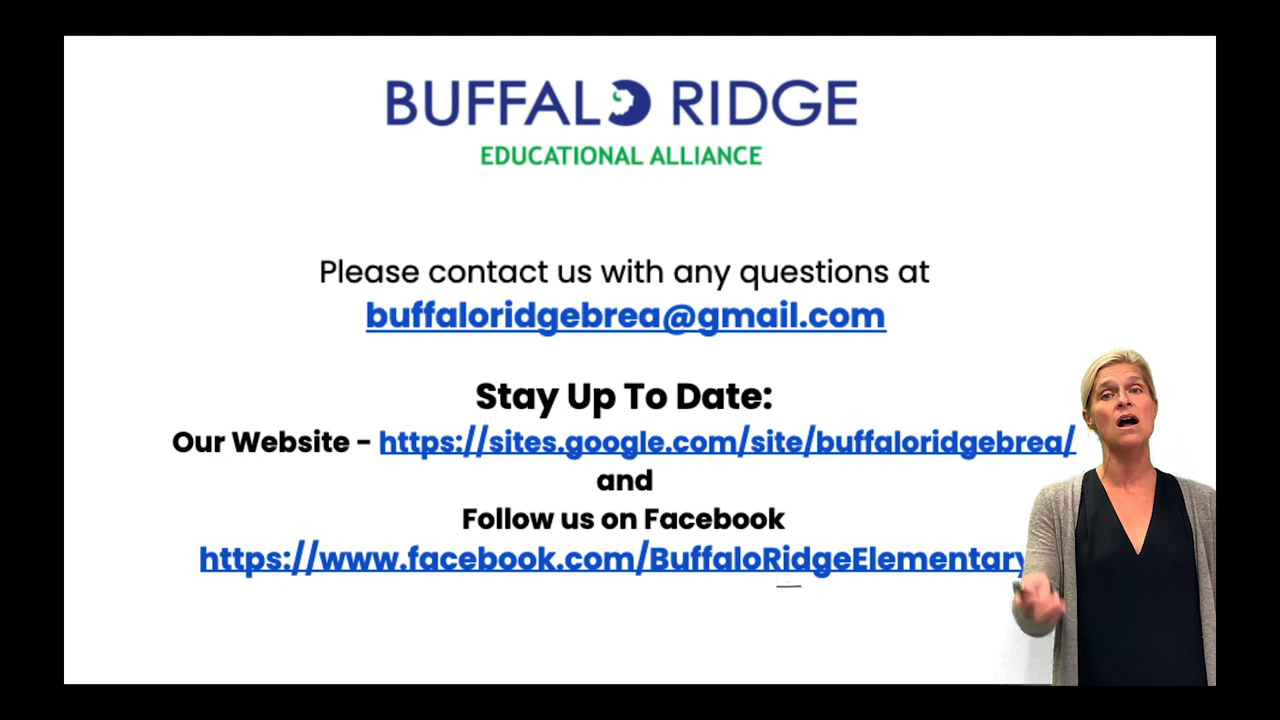 BUFFALO RIDGE
EDUCATIONAL ALLIANCE
Please contact us with any questions at
buffaloridgebrea@gmail.com
Stay Up To Date:
Our Website - https://sites.google.com/site/buffaloridgebrea/
and
Follow us on Facebook
https://www.facebook.com/BuffaloRidgeElementary